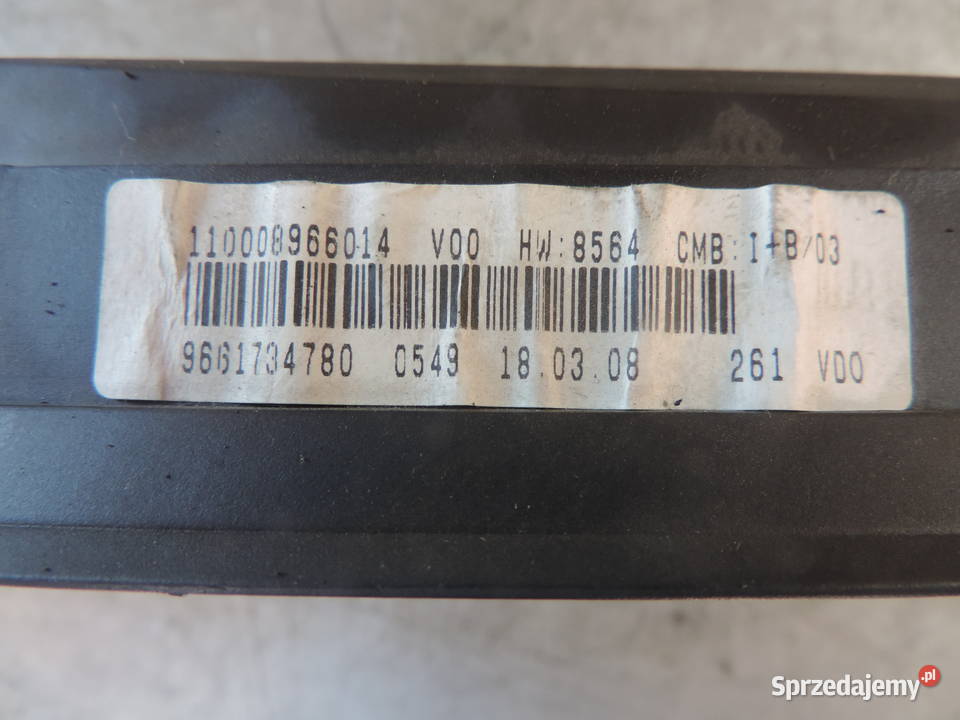 110008966014 V00 HW:8564 CMB:I+B/03
9661734780 0549 18.03.08 261 VDO
Sprzedajemy.pl